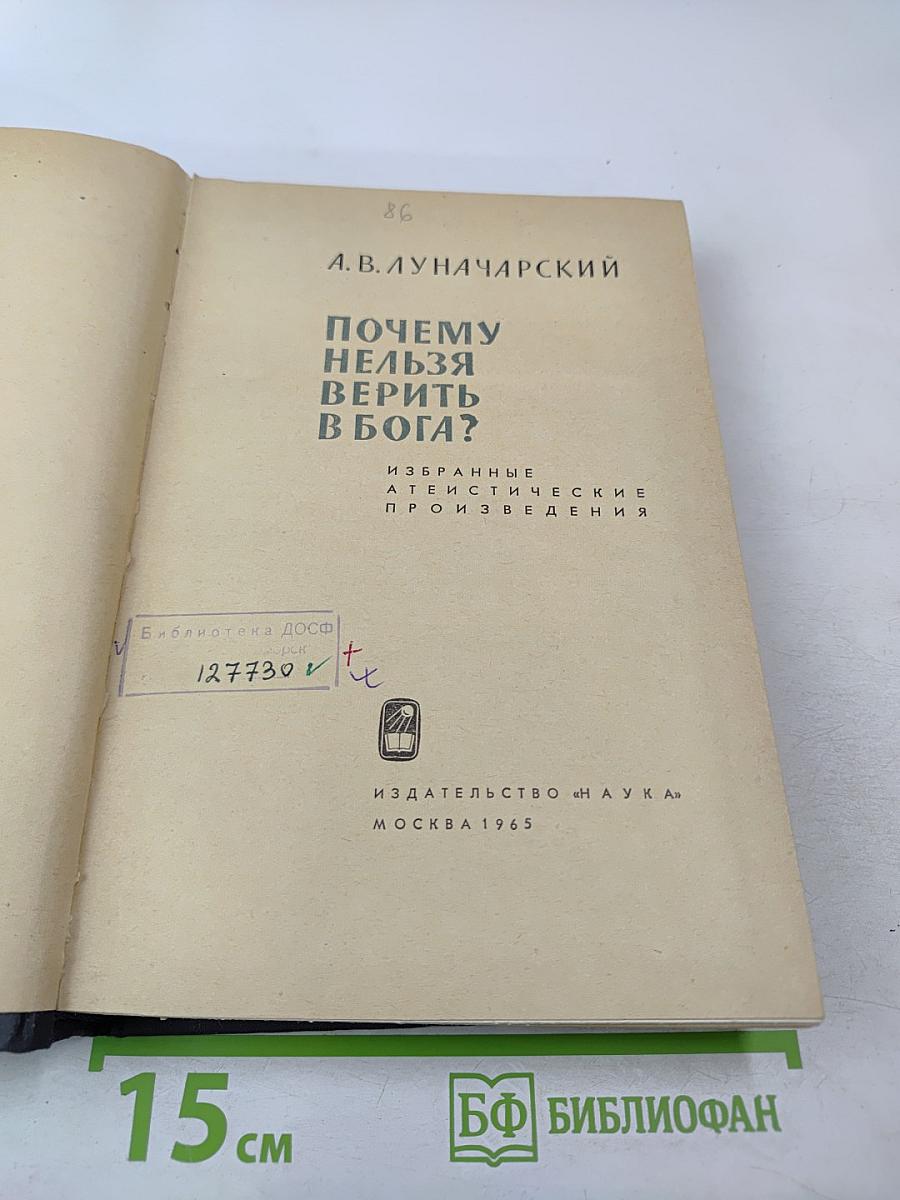 86
А. В. ЛУНАЧАРСКИЙ
ПОЧЕМУ
НЕЛЬЗЯ
ВЕРИТЬ
В БОГА?
ИЗБРАННЫЕ
АТЕИСТИЧЕСКИЕ
ПРОИЗВЕДЕНИЯ
Библиотека ДОСФ
127730
ИЗДАТЕЛЬСТВО «НАУКА»
МОСКВА 1965
15 см
БФ БИБЛИОФАН